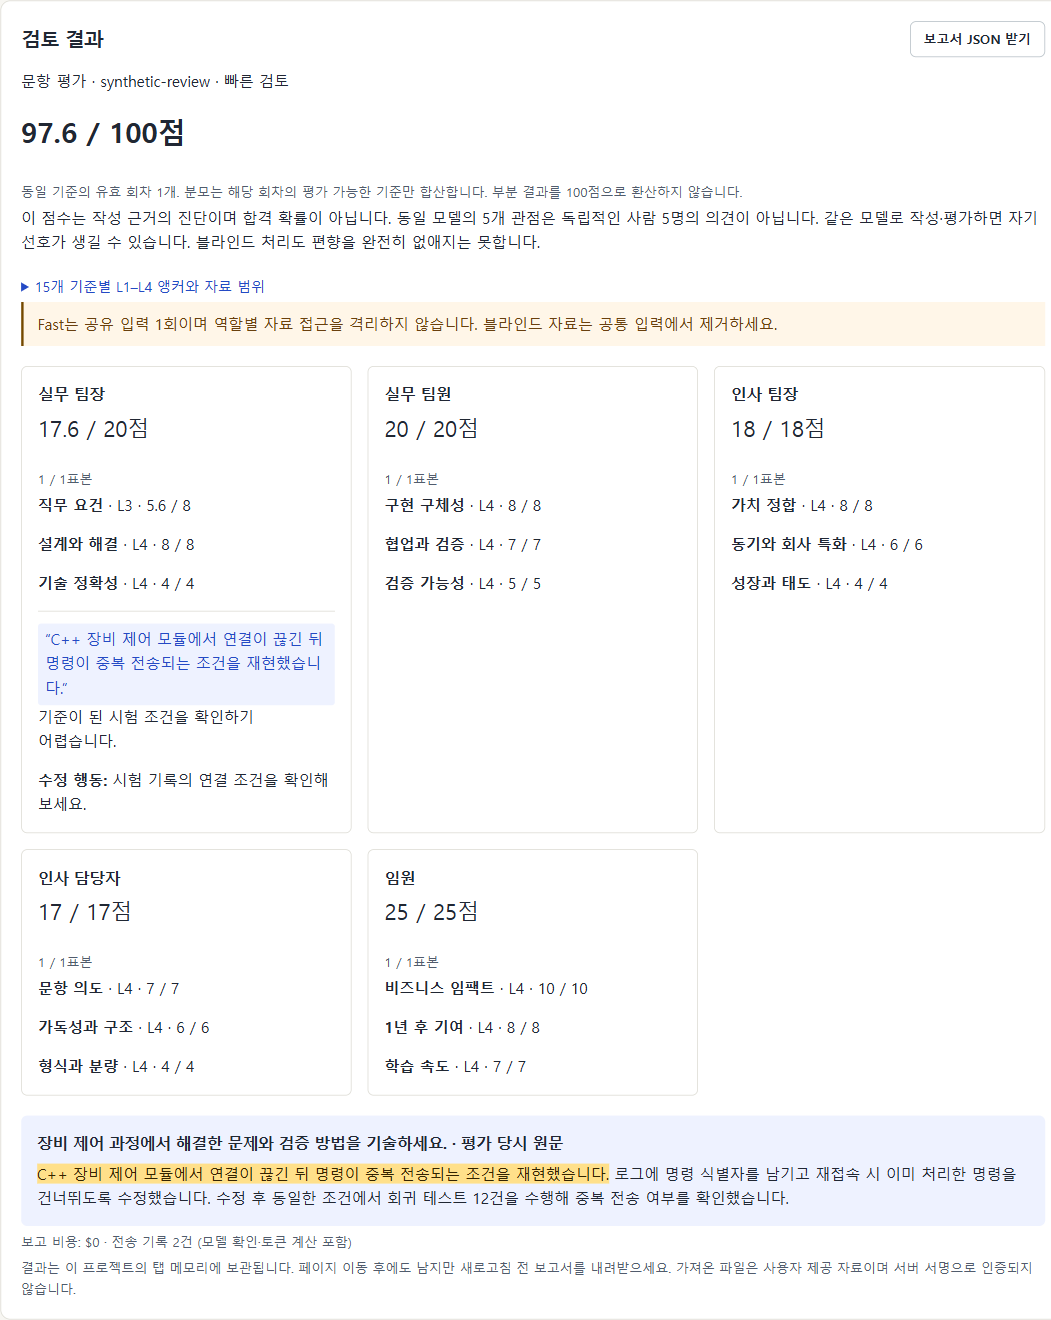 검토 결과
보고서 JSON 받기
문항 평가 · synthetic-review · 빠른 검토
97.6 / 100점
동일 기준의 유효 회차 1개. 분모는 해당 회차의 평가 가능한 기준만 합산합니다. 부분 결과를 100점으로 환산하지 않습니다.
이 점수는 작성 근거의 진단이며 합격 확률이 아닙니다. 동일 모델의 5개 관점은 독립적인 사람 5명의 의견이 아닙니다. 같은 모델로 작성·평가하면 자기
선호가 생길 수 있습니다. 블라인드 처리도 편향을 완전히 없애지는 못합니다.
▶ 15개 기준별 L1–L4 앵커와 자료 범위
Fast는 공유 입력 1회이며 역할별 자료 접근을 격리하지 않습니다. 블라인드 자료는 공통 입력에서 제거하세요.
실무 팀장
17.6 / 20점
1 / 1표본
직무 요건 · L3 · 5.6 / 8
설계와 해결 · L4 · 8 / 8
기술 정확성 · L4 · 4 / 4
“C++ 장비 제어 모듈에서 연결이 끊긴 뒤
명령이 중복 전송되는 조건을 재현했습니
다.”
기준이 된 시험 조건을 확인하기
어렵습니다.
수정 행동: 시험 기록의 연결 조건을 확인해
보세요.
실무 팀원
20 / 20점
1 / 1표본
구현 구체성 · L4 · 8 / 8
협업과 검증 · L4 · 7 / 7
검증 가능성 · L4 · 5 / 5
인사 팀장
18 / 18점
1 / 1표본
가치 정합 · L4 · 8 / 8
동기와 회사 특화 · L4 · 6 / 6
성장과 태도 · L4 · 4 / 4
인사 담당자
17 / 17점
1 / 1표본
문항 의도 · L4 · 7 / 7
가독성과 구조 · L4 · 6 / 6
형식과 분량 · L4 · 4 / 4
임원
25 / 25점
1 / 1표본
비즈니스 임팩트 · L4 · 10 / 10
1년 후 기여 · L4 · 8 / 8
학습 속도 · L4 · 7 / 7
장비 제어 과정에서 해결한 문제와 검증 방법을 기술하세요. · 평가 당시 원문
C++ 장비 제어 모듈에서 연결이 끊긴 뒤 명령이 중복 전송되는 조건을 재현했습니다. 로그에 명령 식별자를 남기고 재접속 시 이미 처리한 명령을
건너뛰도록 수정했습니다. 수정 후 동일한 조건에서 회귀 테스트 12건을 수행해 중복 전송 여부를 확인했습니다.
보고 비용: $0 · 전송 기록 2건 (모델 확인·토큰 계산 포함)
결과는 이 프로젝트의 탭 메모리에 보관됩니다. 페이지 이동 후에도 남지만 새로고침 전 보고서를 내려받으세요. 가져온 파일은 사용자 제공 자료이며 서버 서명으로 인증되지
않습니다.